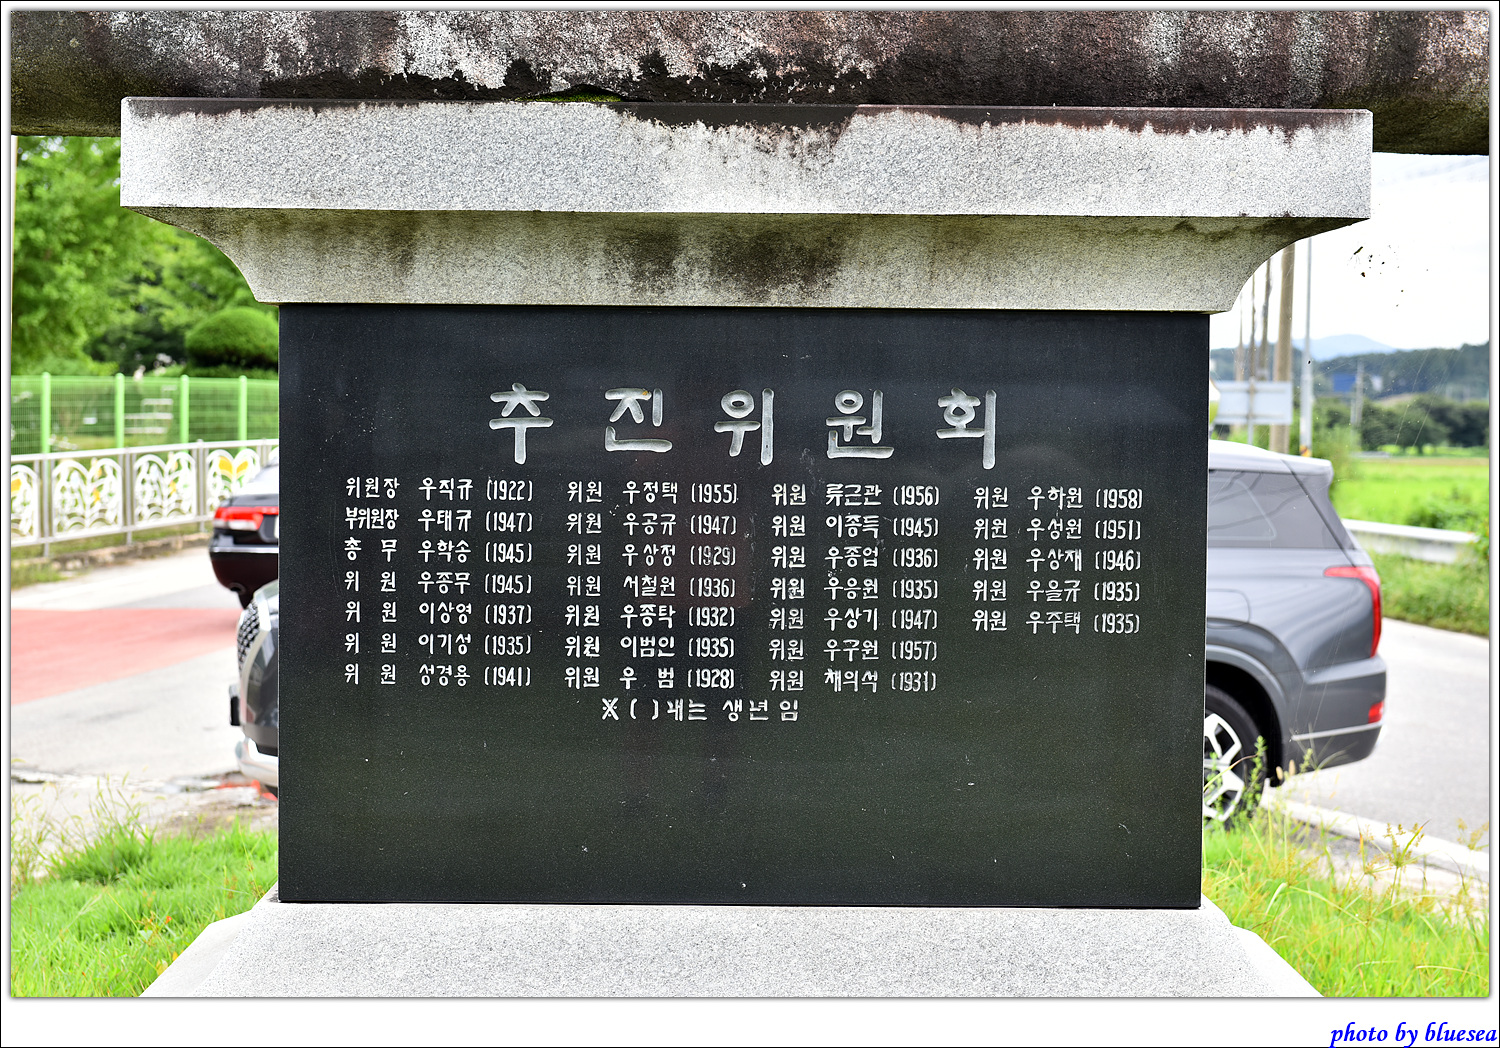 추진위원회
위원장 우직규 (1922) 위원 우정택 (1955) 위원 류근관 (1956) 위원 우하원 (1958)
부위원장 우태규 (1947) 위원 우공규 (1947) 위원 이종득 (1945) 위원 우성원 (1951)
총무 우학송 (1945) 위원 우상정 (1929) 위원 우종업 (1936) 위원 우상재 (1946)
위원 우종무 (1945) 위원 서철원 (1936) 위원 우응원 (1935) 위원 우을규 (1935)
위원 이상영 (1937) 위원 우종탁 (1932) 위원 우상기 (1947) 위원 우주택 (1935)
위원 이기성 (1935) 위원 이범인 (1935) 위원 우구원 (1957)
위원 성경용 (1941) 위원 우범 (1928) 위원 채의석 (1931)
※ ( ) 내는 생년임
photo by bluesea